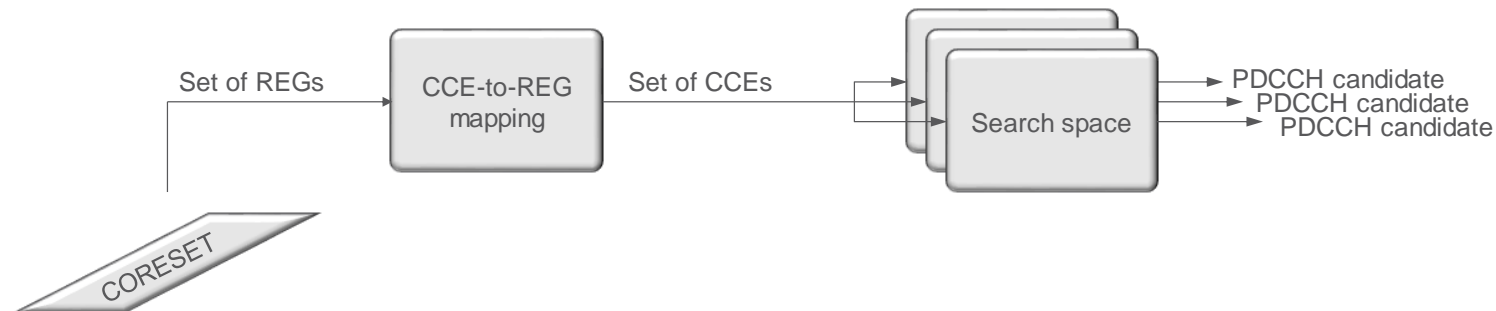 Set of REGs
CCE-to-REG
mapping
Set of CCEs
Search space
PDCCH candidate
PDCCH candidate
PDCCH candidate
CORESET